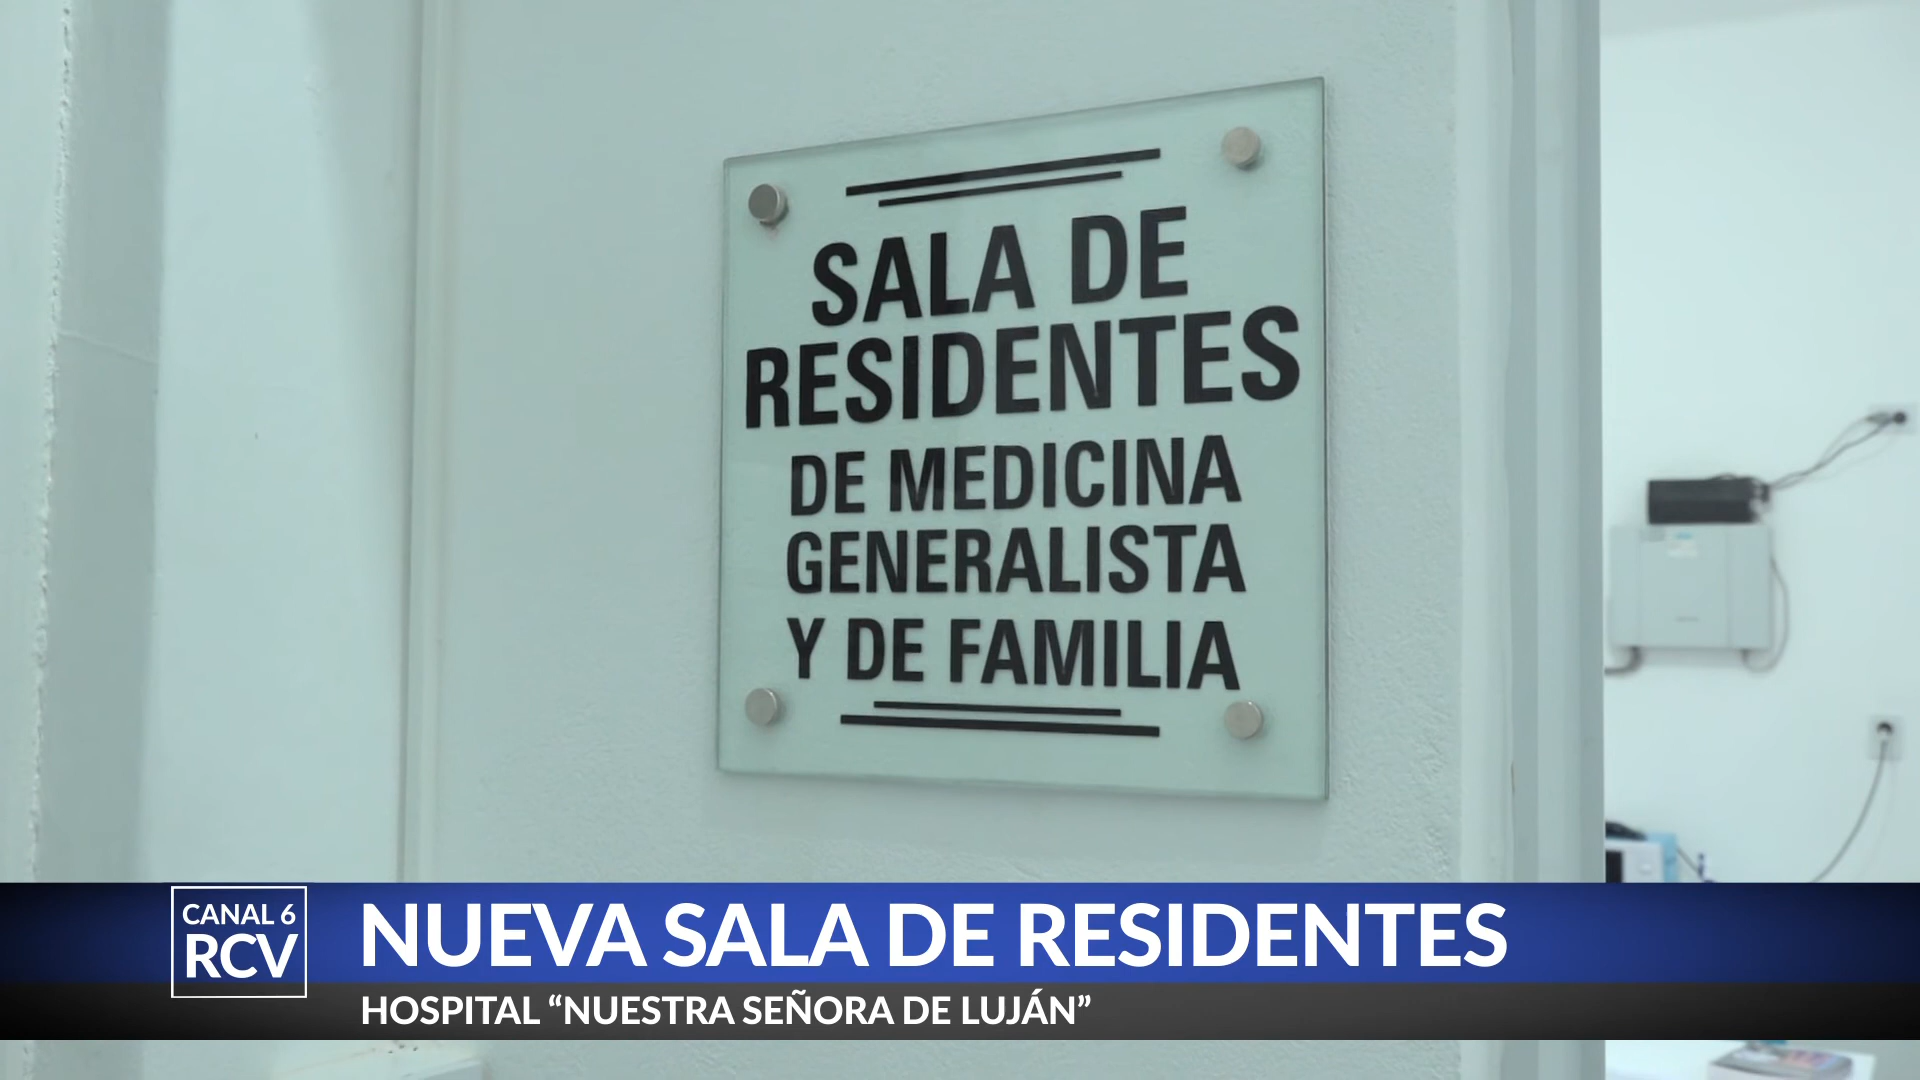 SALA DE
RESIDENTES
DE MEDICINA
GENERALISTA
Y DE FAMILIA
CANAL 6
RCV
NUEVA SALA DE RESIDENTES
HOSPITAL “NUESTRA SEÑORA DE LUJÁN”